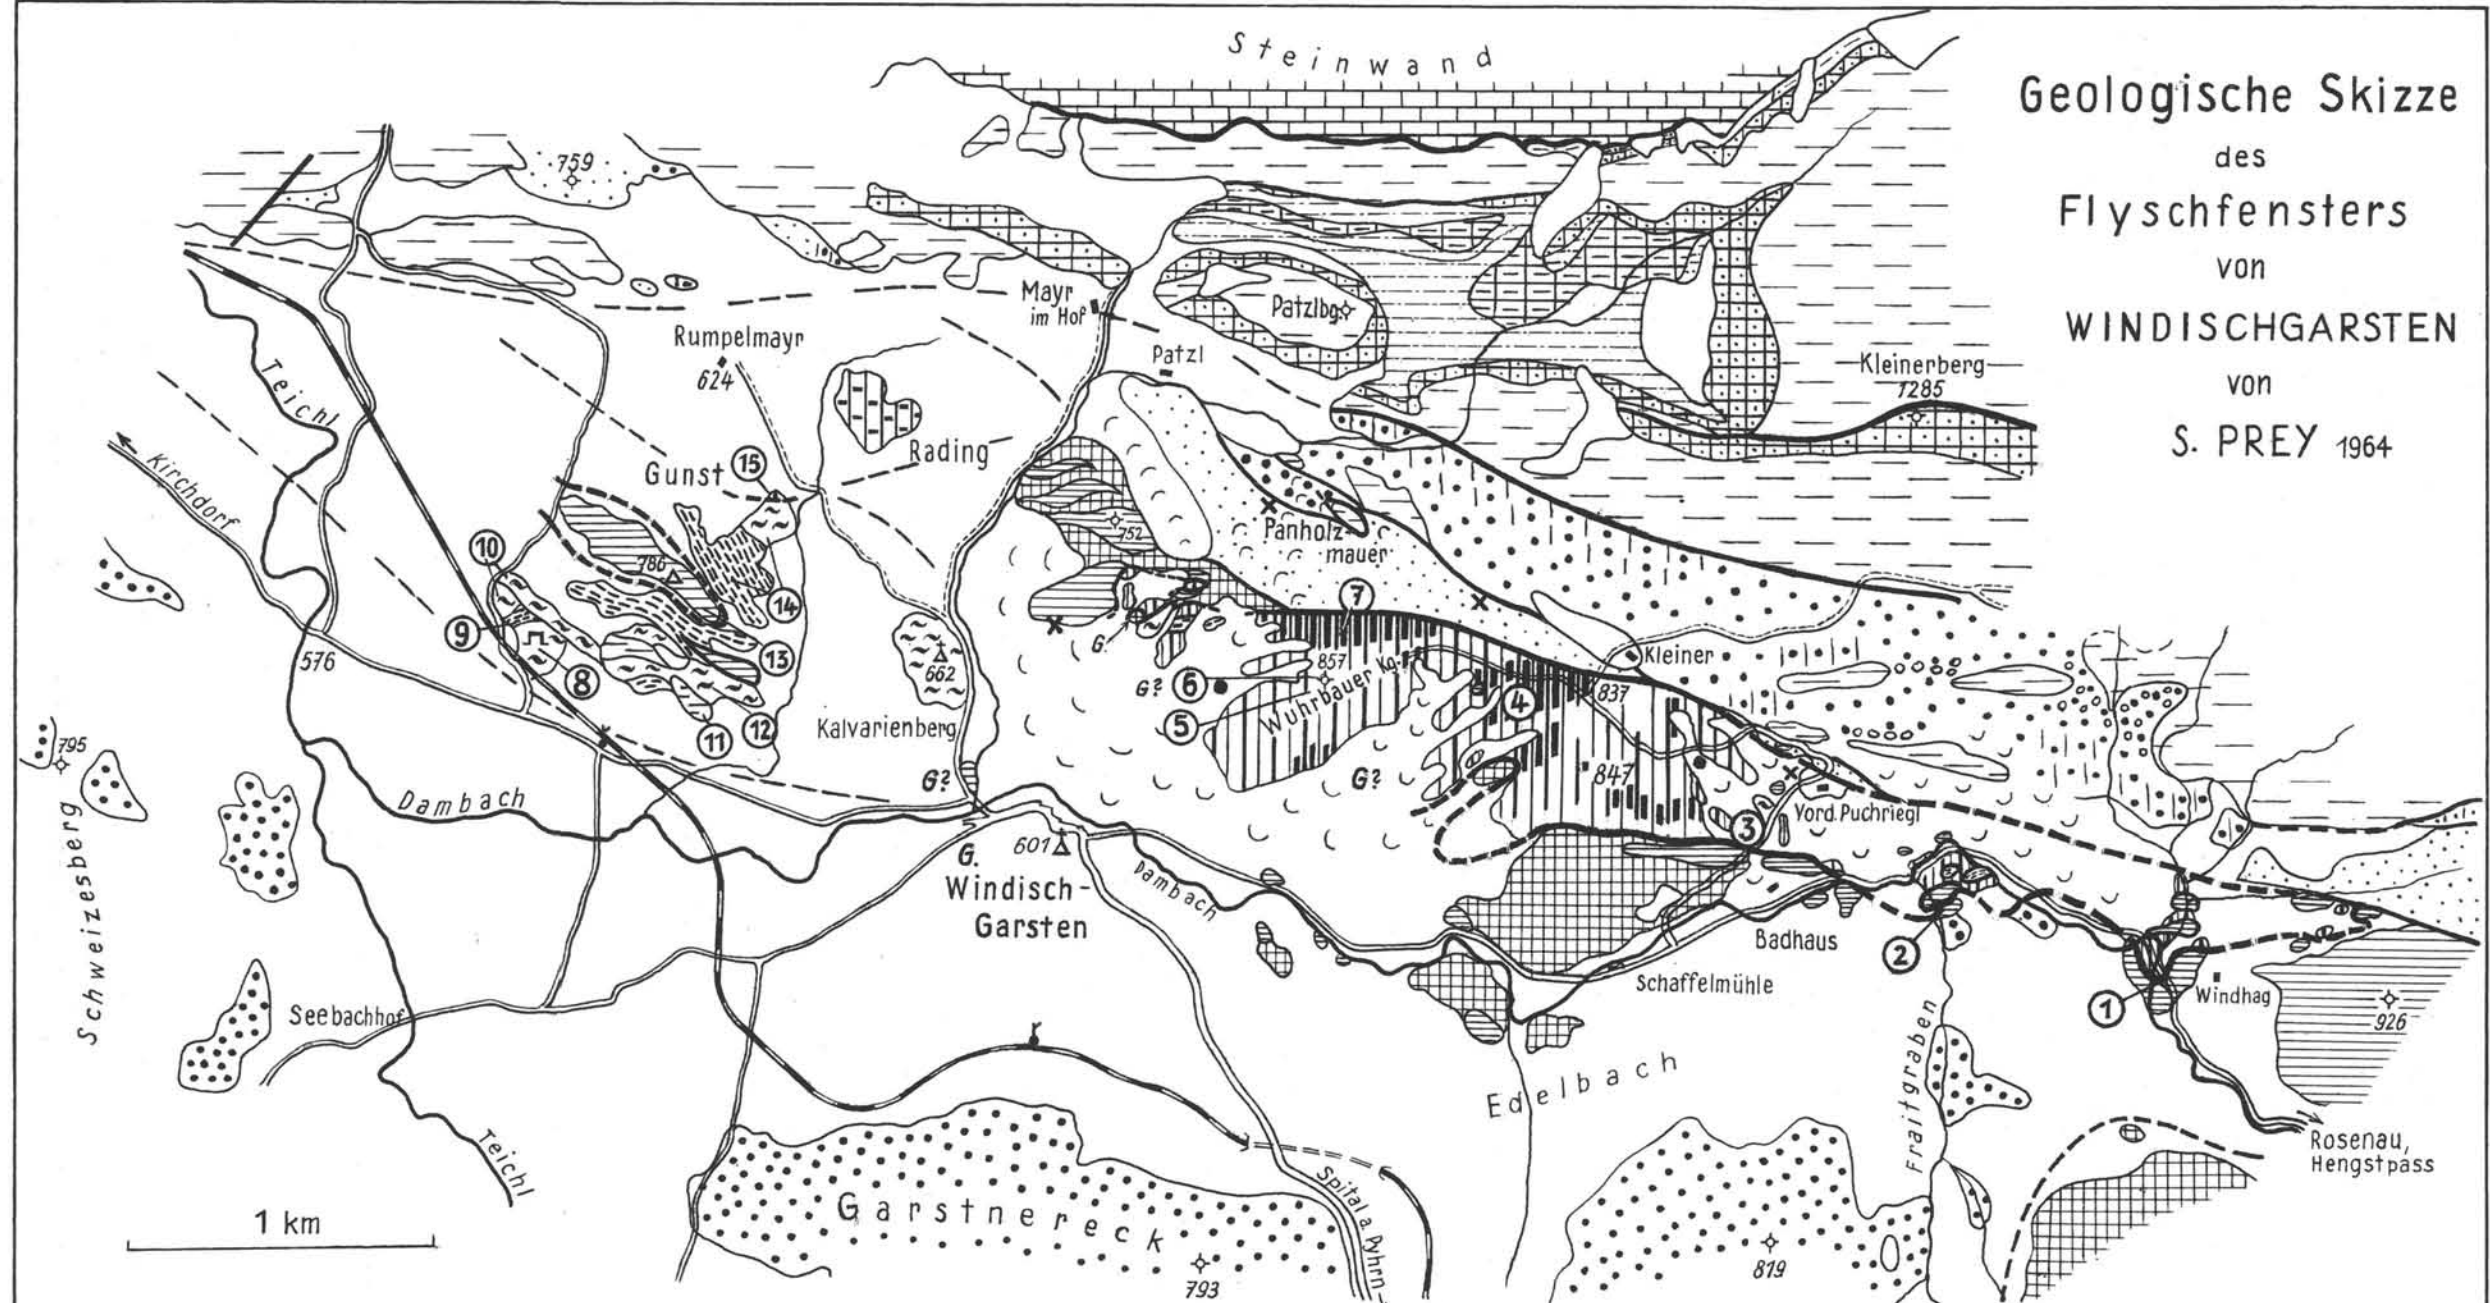 Steinwand
Geologische Skizze
des
Flyschfensters
von
WINDISCHGARSTEN
von
S. PREY 1964
759
Mayr
im Hof
Patzlbg.
Rumpelmayr
624
Patzl
Kleinerberg
1285
Teichl
Kirchdorf
Rading
Gunst
15
752
Panholz-
mauer
10
786
14
7
9
13
576
8
662
G.
857
Kleiner
G? 6
Wuhrbauer Kg.
4
837
5
12
11
Kalvarienberg
795
G?
G?
847
Vord. Puchriegl
3
Dambach
601
G.
Windisch-
Garsten
Dambach
Schweizesberg
Badhaus
2
Schaffelmühle
Windhag
1
926
Seebachhof
Edelbach
Fraitgraben
Rosenau,
Hengstpass
Teichl
1 km
Garstnereck
793
Spital a. Pyhrn
819